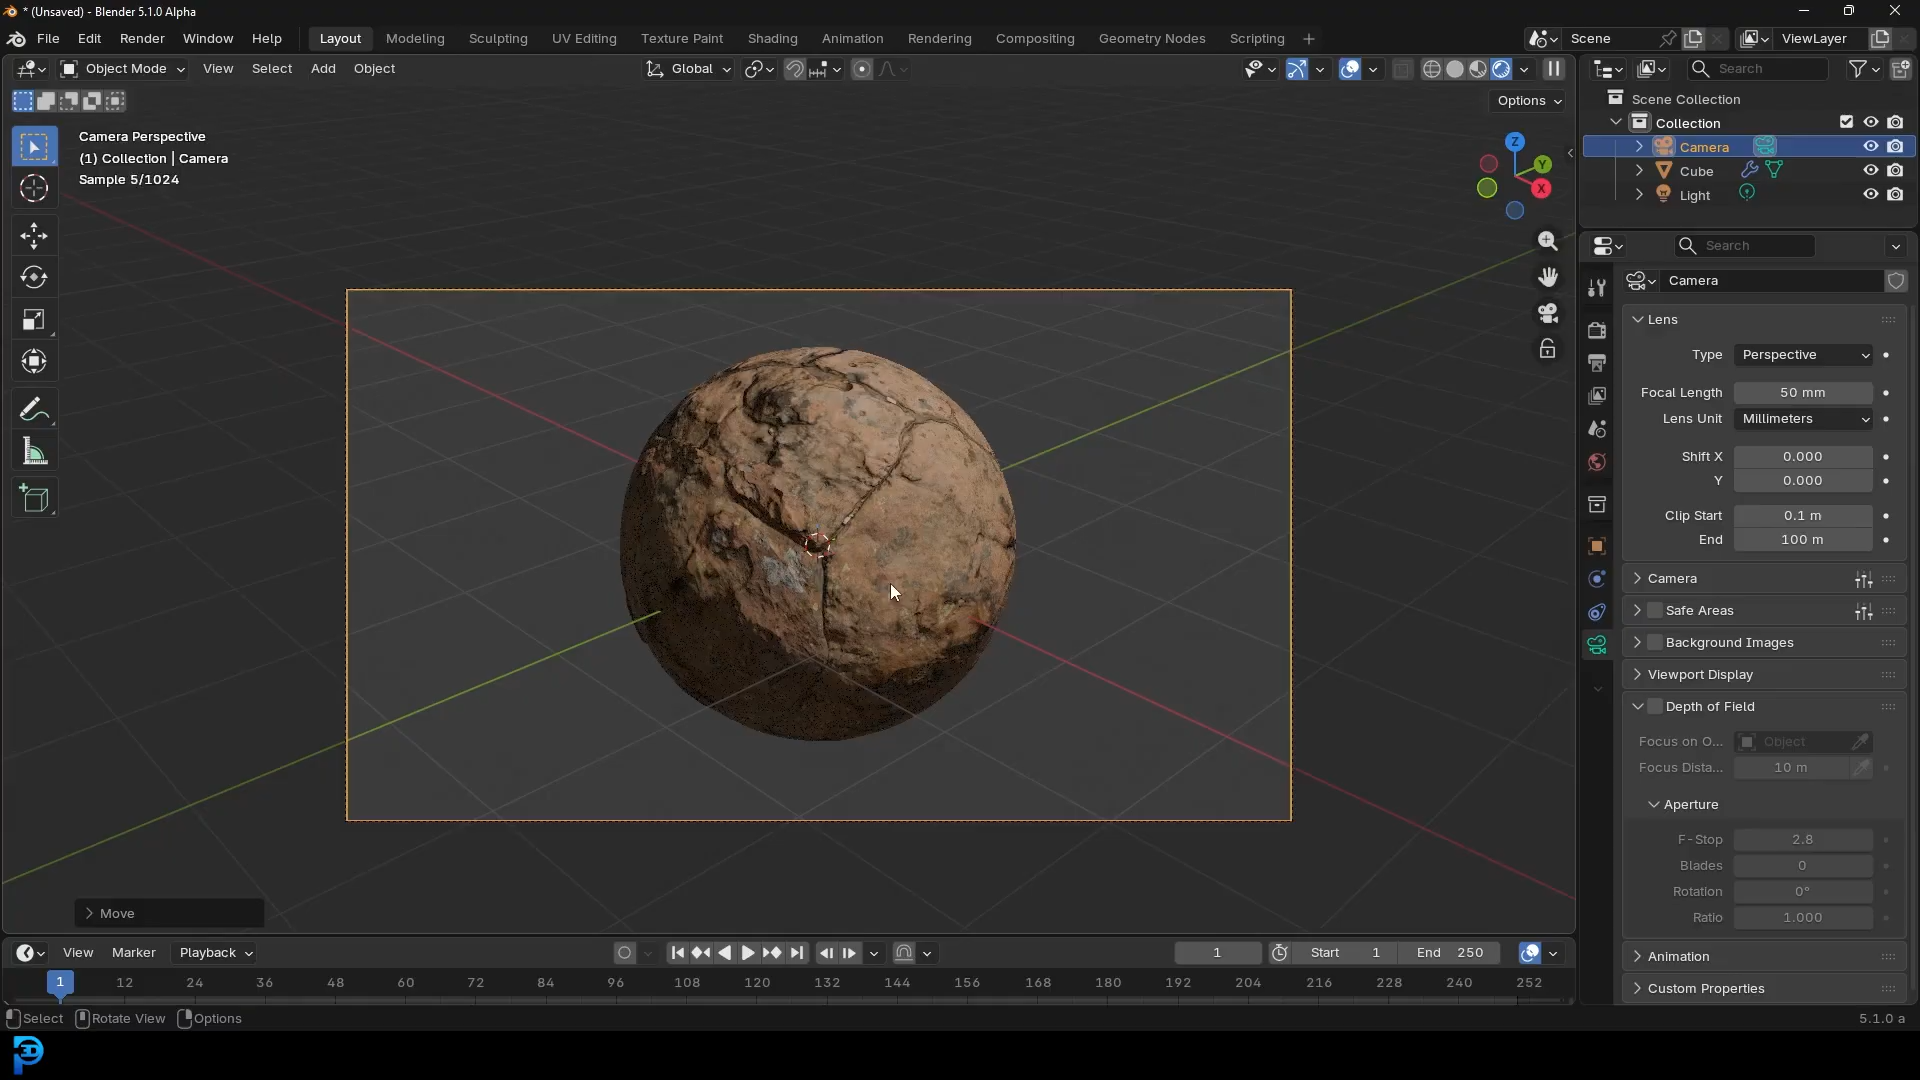 * (Unsaved) - Blender 5.1.0 Alpha
File Edit Render Window Help Layout Modeling Sculpting UV Editing Texture Paint Shading Animation Rendering Compositing Geometry Nodes Scripting + Scene ViewLayer
Object Mode View Select Add Object Global Search
Options
Camera Perspective
(1) Collection | Camera
Sample 5/1024
Z
Y
X
Scene Collection
Collection
Camera
Cube
Light
Search
Camera
Lens
Type Perspective
Focal Length 50 mm
Lens Unit Millimeters
Shift X 0.000
Y 0.000
Clip Start 0.1 m
End 100 m
Camera
Safe Areas
Background Images
Viewport Display
Depth of Field
Focus on O... Object
Focus Dista... 10 m
Aperture
F-Stop 2.8
Blades 0
Rotation 0°
Ratio 1.000
Animation
Custom Properties
Move
View Marker Playback 1 Start 1 End 250
1 12 24 36 48 60 72 84 96 108 120 132 144 156 168 180 192 204 216 228 240 252
Select Rotate View Options 5.1.0 a
3D